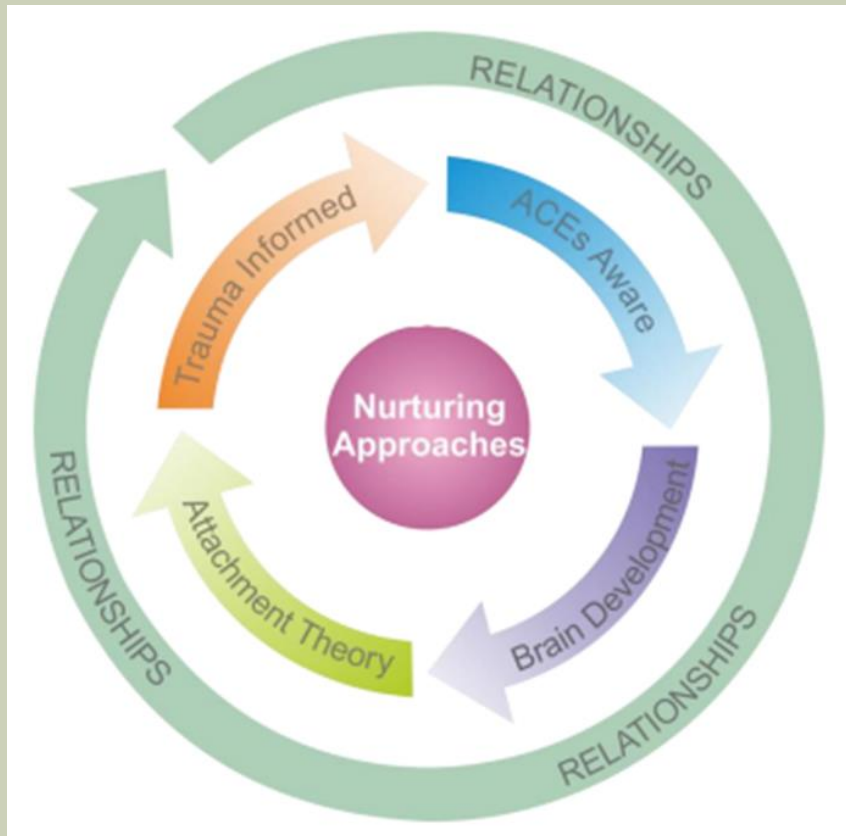 RELATIONSHIPS
Trauma Informed
ACEs Aware
Nurturing
Approaches
Brain Development
Attachment Theory
RELATIONSHIPS
RELATIONSHIPS